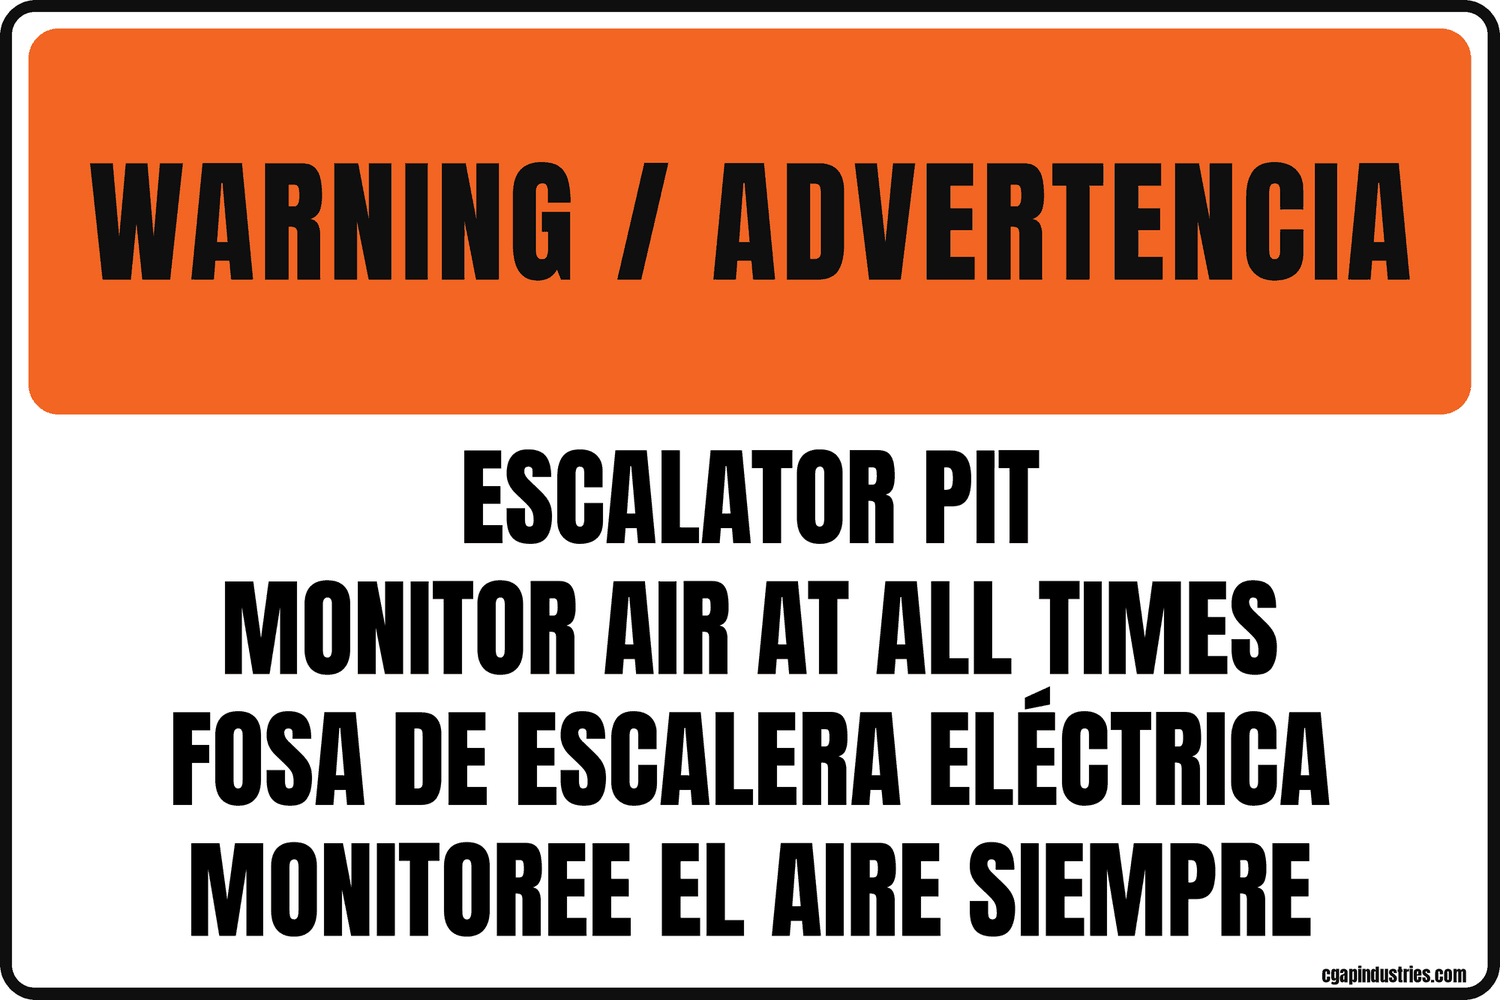 WARNING / ADVERTENCIA
ESCALATOR PIT
MONITOR AIR AT ALL TIMES
FOSA DE ESCALERA ELÉCTRICA
MONITOREE EL AIRE SIEMPRE
cgapindustries.com